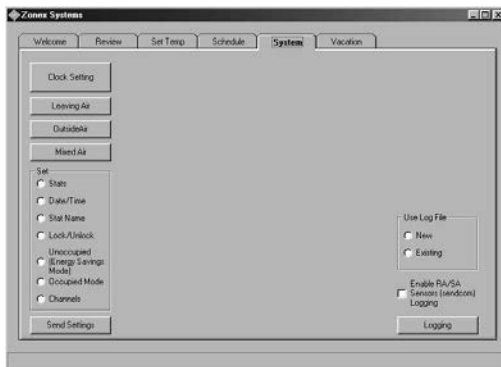 Zonex Systems
Welcome
Review
Set Temp
Schedule
System
Vacation
Clock Setting
Leaving Air
OutsideAir
Mixed Air
Set
Stats
Date/Time
Stat Name
Lock/Unlock
Unoccupied
(Energy Savings
Mode)
Occupied Mode
Channels
Send Settings
Use Log File
New
Existing
Enable RA/SA
Sensors (sendcom)
Logging
Logging